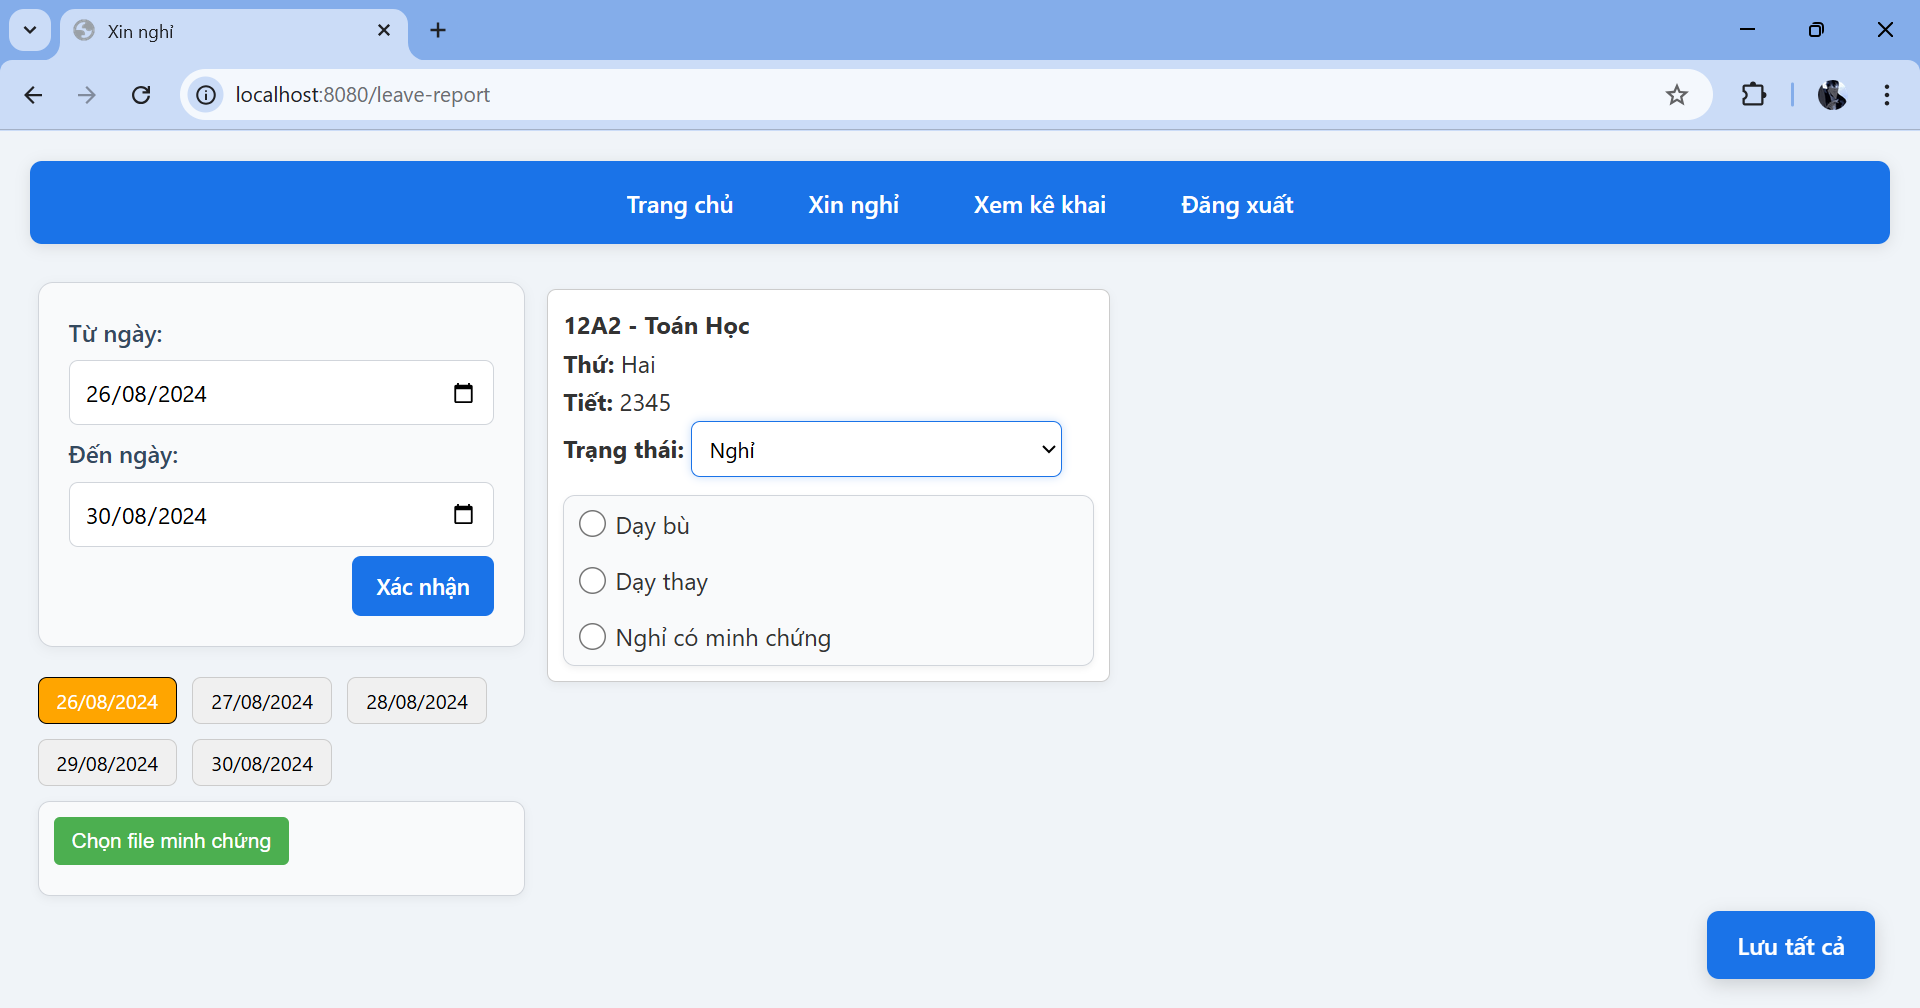 Xin nghỉ
localhost:8080/leave-report
Trang chủ Xin nghỉ Xem kê khai Đăng xuất
Từ ngày:
26/08/2024
Đến ngày:
30/08/2024
Xác nhận
26/08/2024 27/08/2024 28/08/2024
29/08/2024 30/08/2024
Chọn file minh chứng
12A2 - Toán Học
Thứ: Hai
Tiết: 2345
Trạng thái: Nghỉ
Dạy bù
Dạy thay
Nghỉ có minh chứng
Lưu tất cả